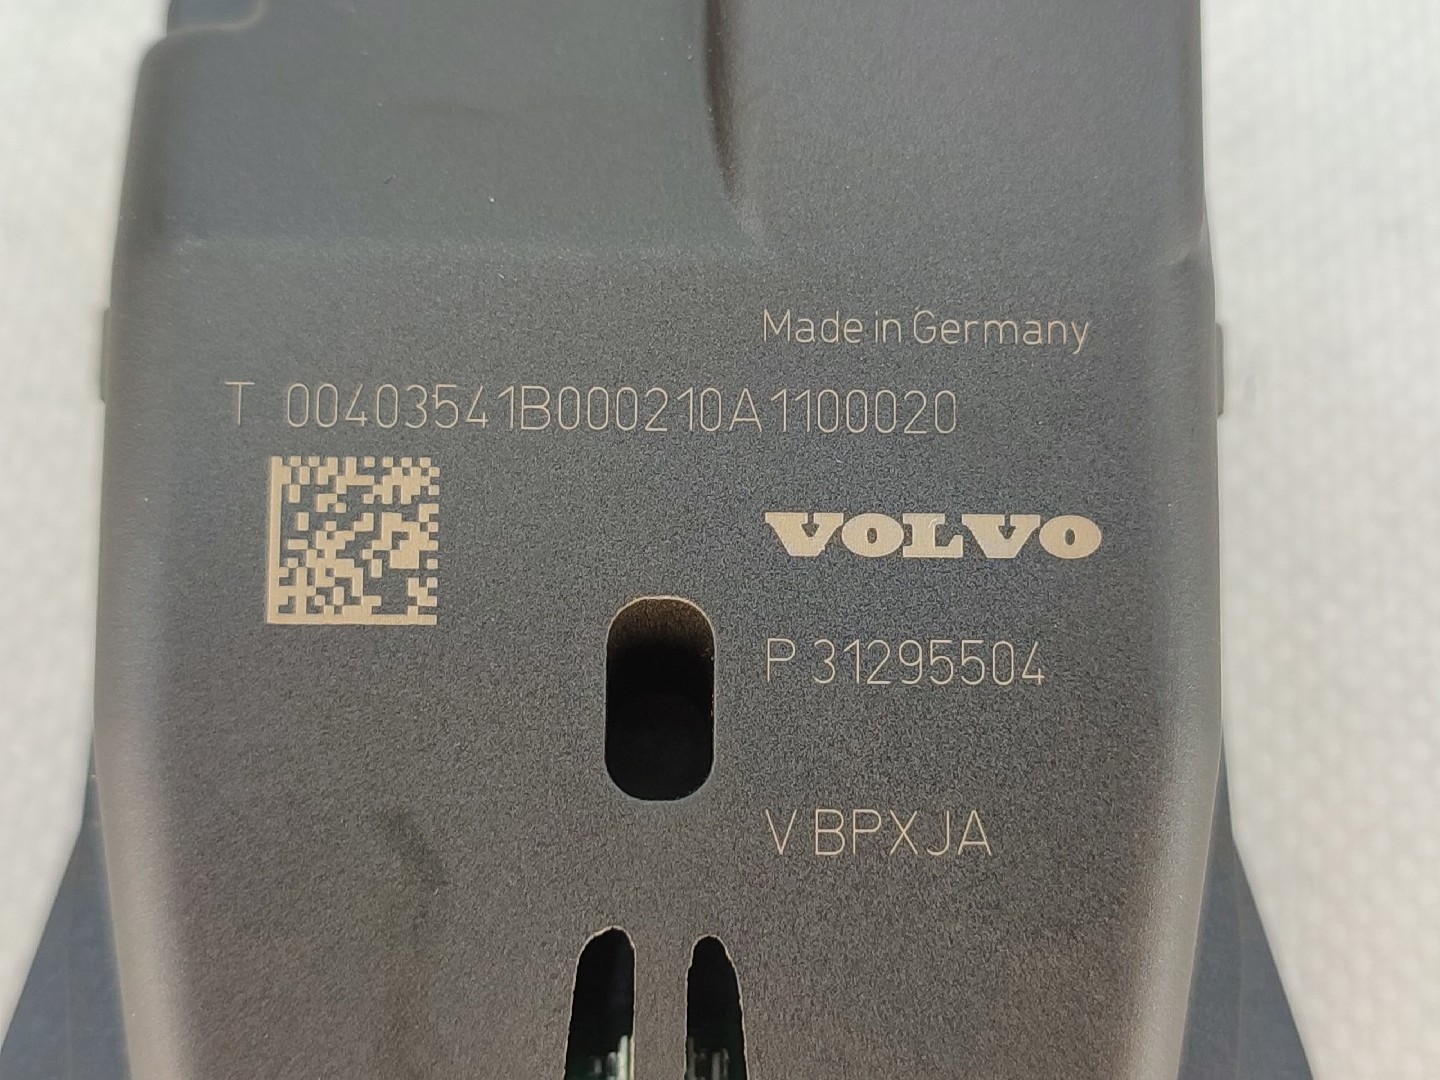 Made in Germany
T 00403541B000210A1100020
VOLVO
P 31295504
V BPXJA